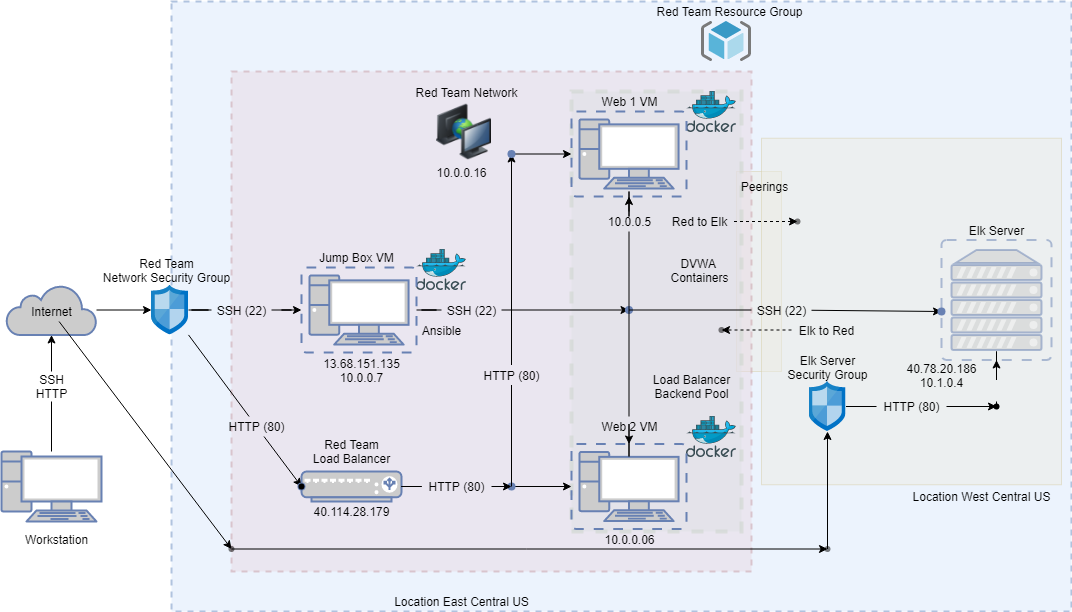 Red Team Resource Group
Red Team Network
10.0.0.16
Web 1 VM
docker
10.0.0.5
Peerings
Red to Elk
Elk Server
Red Team
Network Security Group
Internet
SSH (22)
Jump Box VM
docker
SSH (22)
Ansible
13.68.151.135
10.0.0.7
DVWA
Containers
SSH (22)
Elk to Red
40.78.20.186
10.1.0.4
Elk Server
Security Group
HTTP (80)
SSH
HTTP
HTTP (80)
HTTP (80)
Load Balancer
Backend Pool
Red Team
Load Balancer
HTTP (80)
40.114.28.179
Web 2 VM
docker
10.0.0.06
Workstation
Location West Central US
Location East Central US